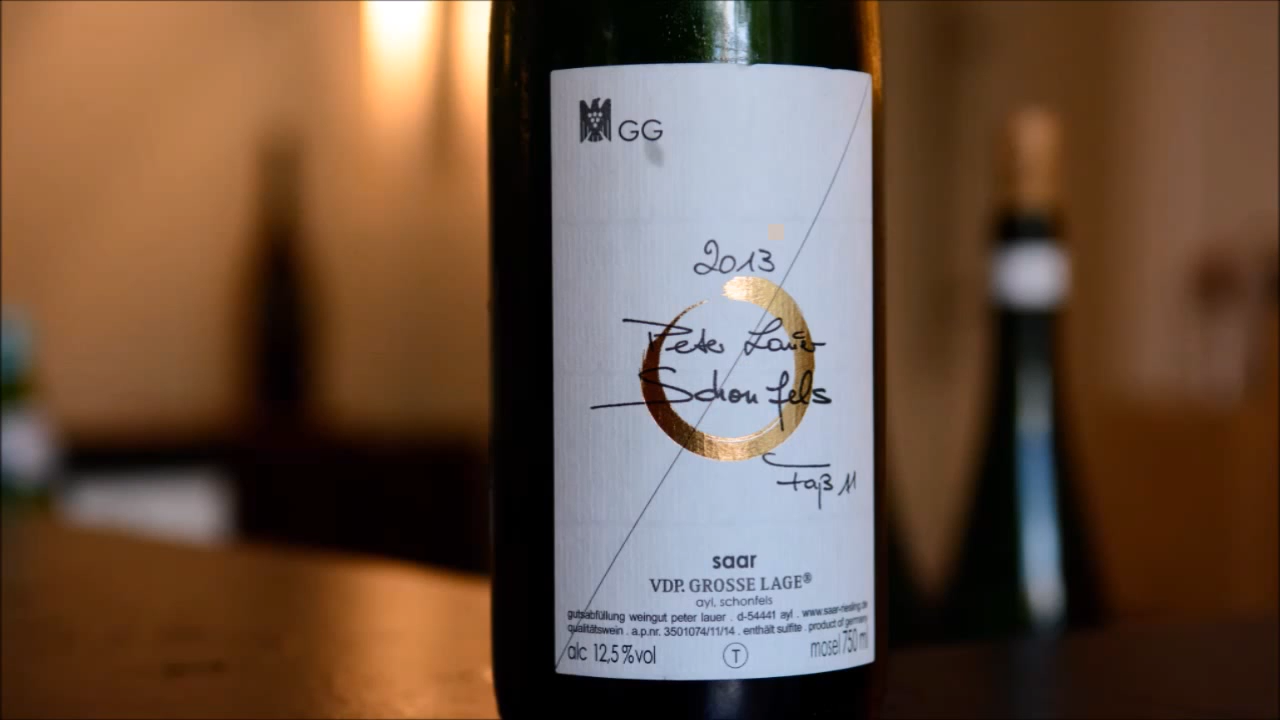 GG
2013
Peter Lauer
Schonfels
Faß 11
saar
VDP. GROSSE LAGE®
ayl, schonfels
gutsabfüllung weingut peter lauer . d-54441 ayl . www.saar-riesling.de
qualitätswein . a.p.nr. 3501074/11/14 . enthält sulfite . product of germany
alc 12,5%vol T mosel 750 ml